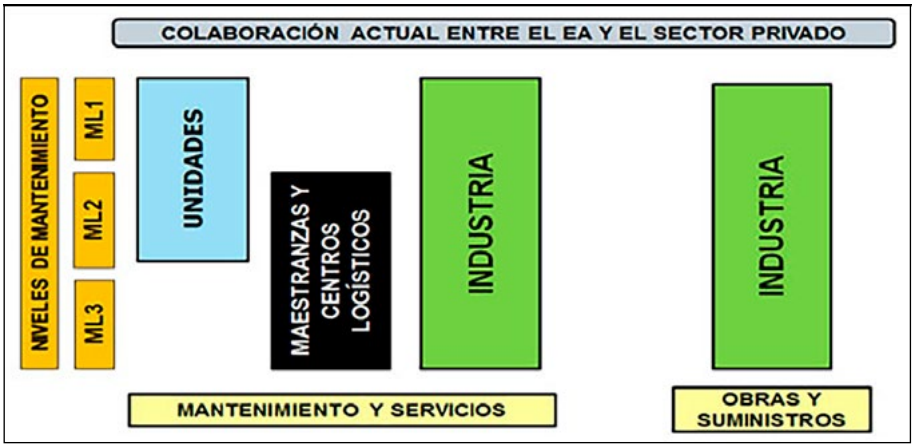 COLABORACIÓN ACTUAL ENTRE EL EA Y EL SECTOR PRIVADO
NIVELES DE MANTENIMIENTO
ML1
ML2
ML3
UNIDADES
MAESTRANZAS Y
CENTROS
LOGÍSTICOS
INDUSTRIA
INDUSTRIA
MANTENIMIENTO Y SERVICIOS
OBRAS Y
SUMINISTROS